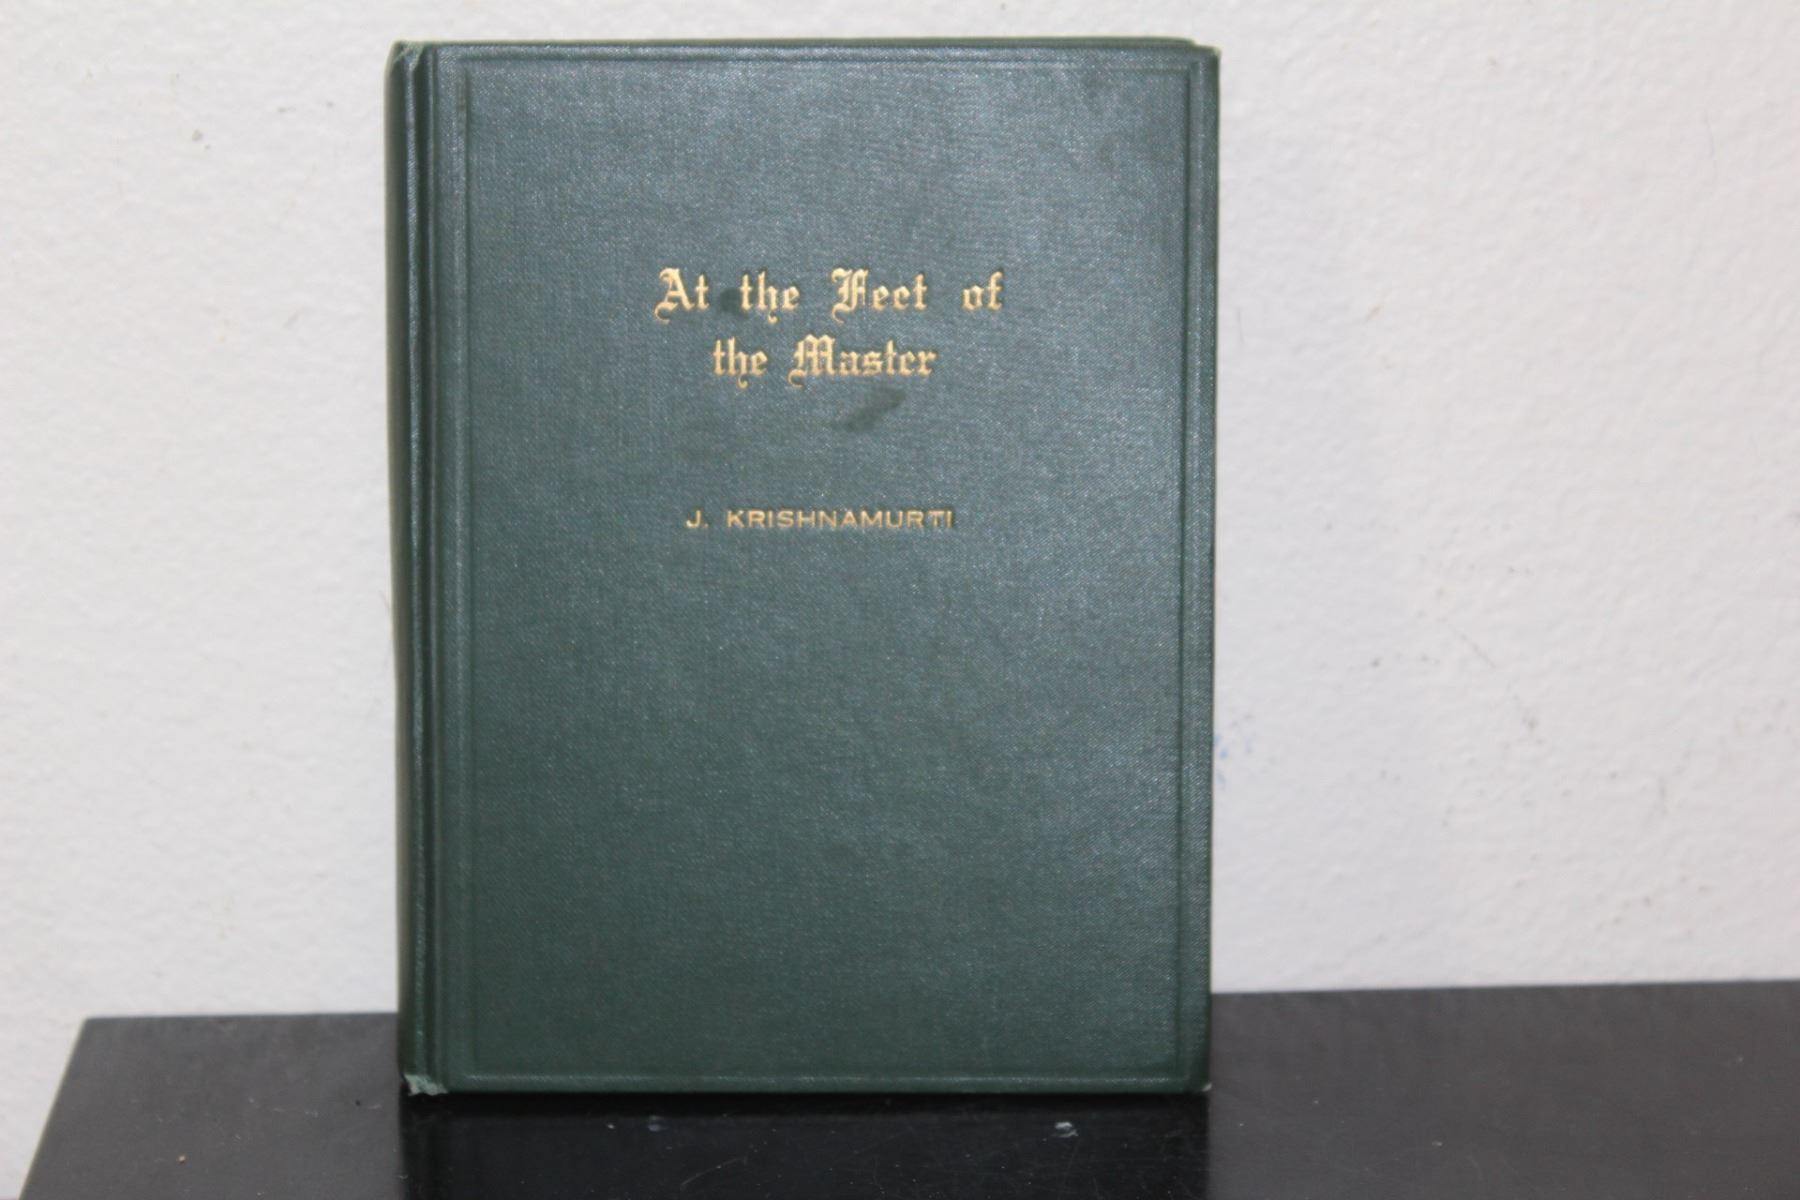 At the Feet of
the Master
J. KRISHNAMURTI